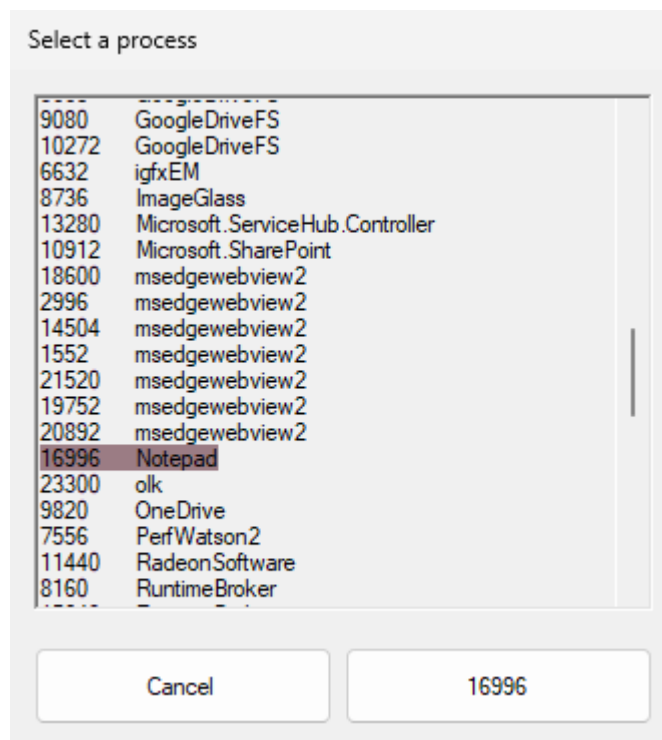 Select a process
9080 GoogleDriveFS
10272 GoogleDriveFS
6632 igfxEM
8736 ImageGlass
13280 Microsoft.ServiceHub.Controller
10912 Microsoft.SharePoint
18600 msedgewebview2
2996 msedgewebview2
14504 msedgewebview2
1552 msedgewebview2
21520 msedgewebview2
19752 msedgewebview2
20892 msedgewebview2
16996 Notepad
23300 olk
9820 OneDrive
7556 PerfWatson2
11440 RadeonSoftware
8160 RuntimeBroker
Cancel 16996